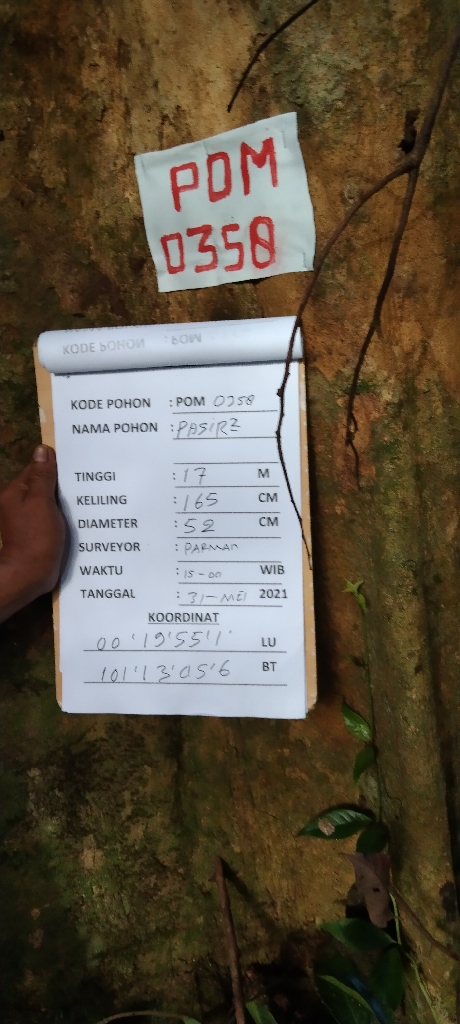 POM
0358
KODE POHON : POM
KODE POHON : POM 0358
NAMA POHON : PASIR2
TINGGI : 17 M
KELILING : 165 CM
DIAMETER : 52 CM
SURVEYOR : PARMAN
WAKTU : 15-00 WIB
TANGGAL : 31-MEI 2021
KOORDINAT
00'19'55'1' LU
101'13'05'6 BT